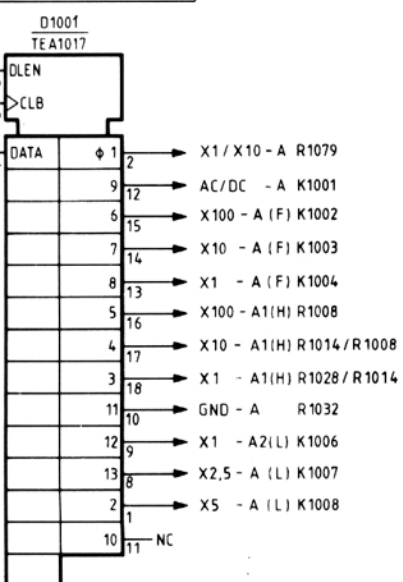 D1001
TEA1017
DLEN
CLB
DATA ϕ 1 2 X1/X10 - A R1079
9 12 AC/DC - A K1001
6 15 X100 - A (F) K1002
7 14 X10 - A (F) K1003
8 13 X1 - A (F) K1004
5 16 X100 - A1(H) R1008
4 17 X10 - A1(H) R1014/R1008
3 18 X1 - A1(H) R1028/R1014
11 10 GND - A R1032
12 9 X1 - A2(L) K1006
13 8 X2,5 - A (L) K1007
2 1 X5 - A (L) K1008
10 11 NC